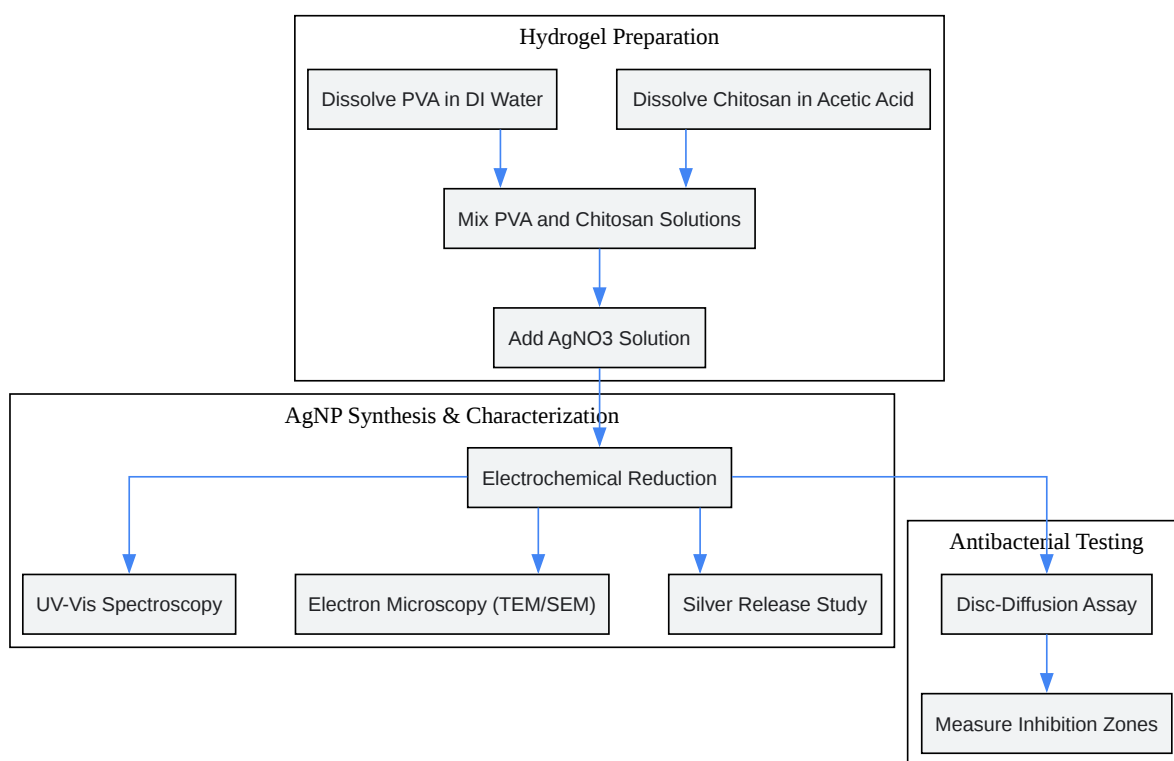 Hydrogel Preparation
Dissolve PVA in DI Water
Dissolve Chitosan in Acetic Acid
Mix PVA and Chitosan Solutions
Add AgNO3 Solution
AgNP Synthesis & Characterization
Electrochemical Reduction
Antibacterial Testing
UV-Vis Spectroscopy
Electron Microscopy (TEM/SEM)
Silver Release Study
Disc-Diffusion Assay
Measure Inhibition Zones